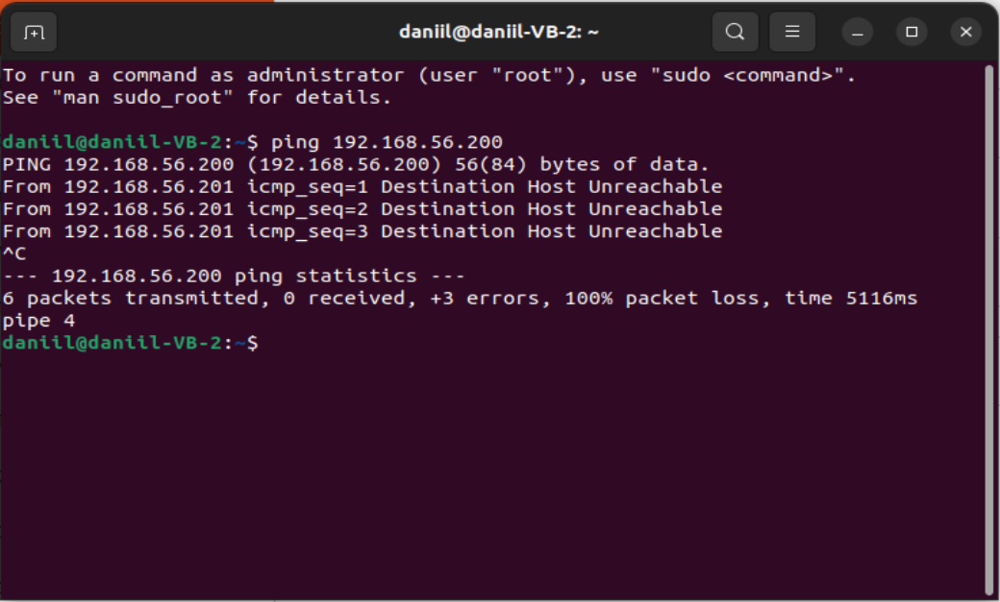 daniil@daniil-VB-2: ~
To run a command as administrator (user "root"), use "sudo <command>".
See "man sudo_root" for details.
daniil@daniil-VB-2:~$ ping 192.168.56.200
PING 192.168.56.200 (192.168.56.200) 56(84) bytes of data.
From 192.168.56.201 icmp_seq=1 Destination Host Unreachable
From 192.168.56.201 icmp_seq=2 Destination Host Unreachable
From 192.168.56.201 icmp_seq=3 Destination Host Unreachable
^C
--- 192.168.56.200 ping statistics ---
6 packets transmitted, 0 received, +3 errors, 100% packet loss, time 5116ms
pipe 4
daniil@daniil-VB-2:~$